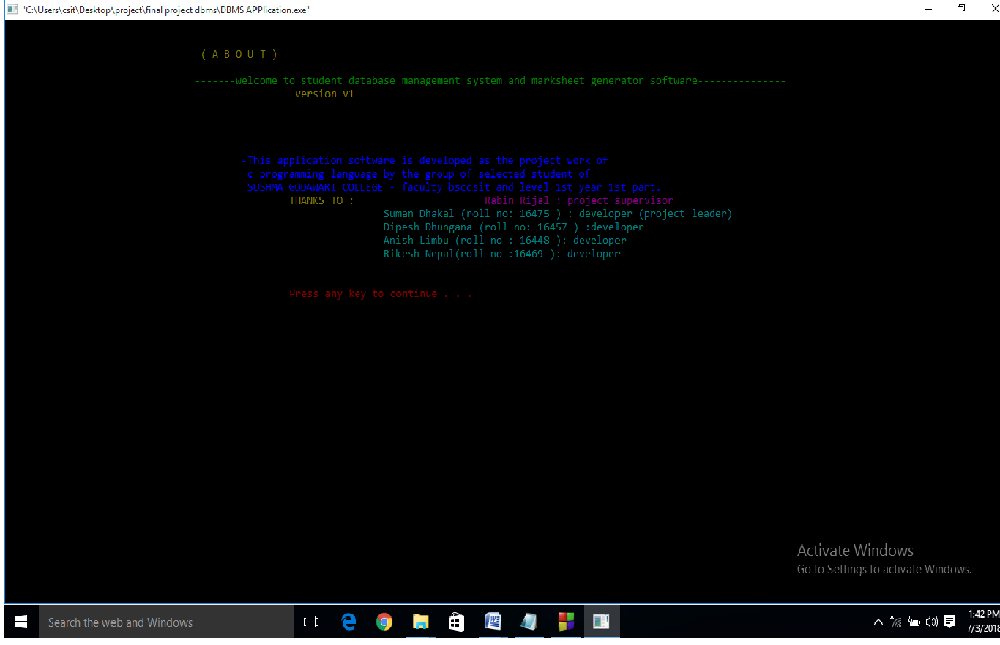 "C:\Users\csit\Desktop\project\final project dbms\DBMS APPlication.exe"
( A B O U T )
-------welcome to student database management system and marksheet generator software---------------
version v1
-This application software is developed as the project work of
c programming language by the group of selected student of
SUSHMA GODAWARI COLLEGE - faculty bsccsit and level 1st year 1st part.
THANKS TO : Rabin Rijal : project supervisor
Suman Dhakal (roll no: 16475 ) : developer (project leader)
Dipesh Dhungana (roll no: 16457 ) :developer
Anish Limbu (roll no : 16448 ): developer
Rikesh Nepal(roll no :16469 ): developer
Press any key to continue . . .
Activate Windows
Go to Settings to activate Windows.
Search the web and Windows
1:42 PM
7/3/2018